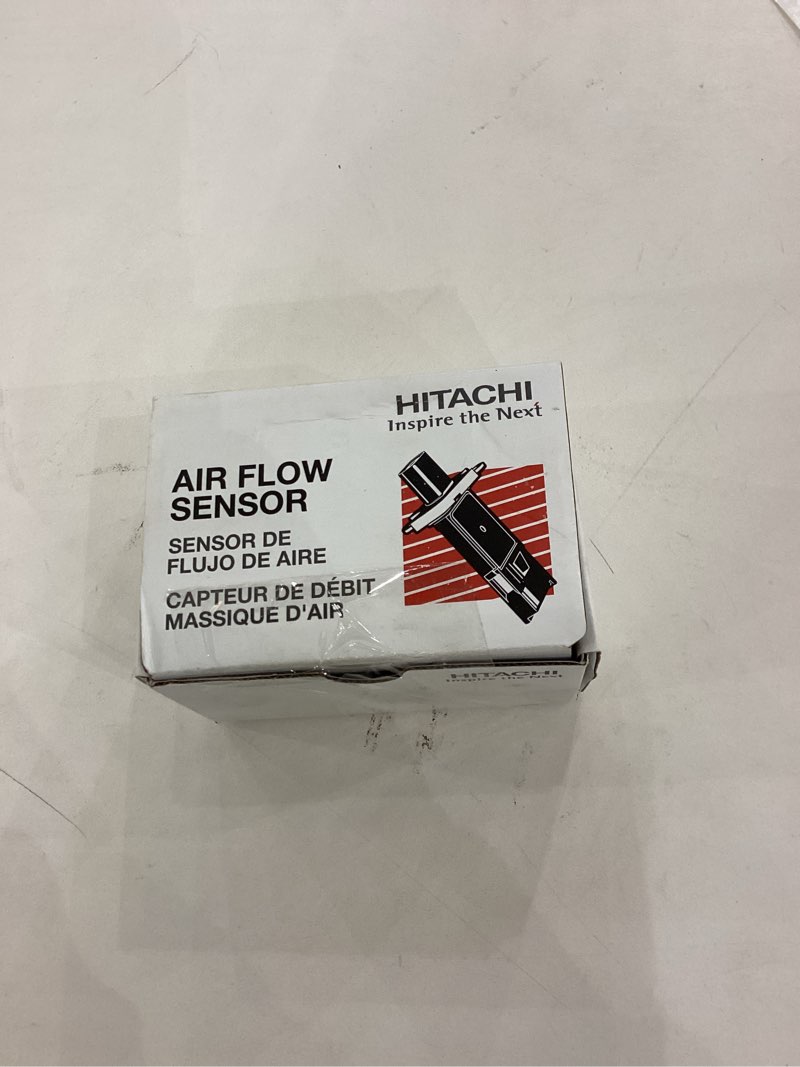 HITACHI
Inspire the Next
AIR FLOW
SENSOR
SENSOR DE
FLUJO DE AIRE
CAPTEUR DE DÉBIT
MASSIQUE D'AIR
HITACHI
Inspire the Next